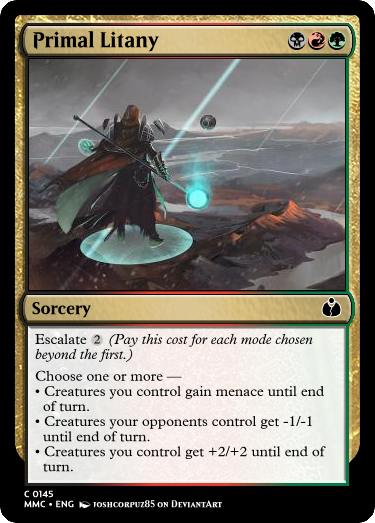 Primal Litany
Sorcery
Escalate 2 (Pay this cost for each mode chosen
beyond the first.)
Choose one or more —
• Creatures you control gain menace until end
of turn.
• Creatures your opponents control get -1/-1
until end of turn.
• Creatures you control get +2/+2 until end of
turn.
C 0145
MMC • ENG JOSHCORPUZ85 ON DEVIANTART